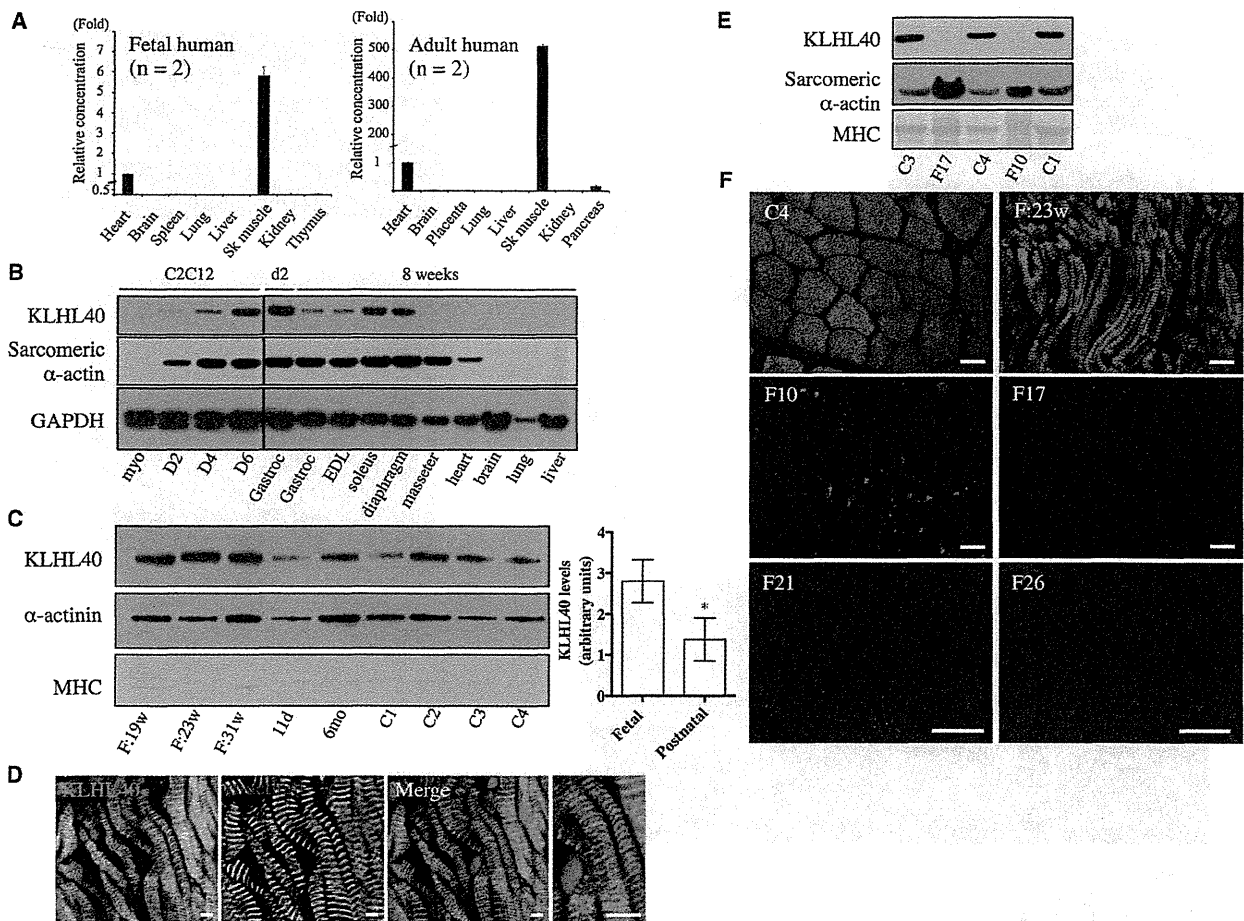 A
(Fold)
Relative concentration
7
6
5
4
3
2
1
0.5
Fetal human
(n = 2)
Heart
Brain
Spleen
Lung
Liver
Sk muscle
Kidney
Thymus
(Fold)
Relative concentration
500
400
300
200
100
1
Adult human
(n = 2)
Heart
Brain
Placenta
Lung
Liver
Sk muscle
Kidney
Pancreas
B
C2C12 d2 8 weeks
KLHL40
Sarcomeric
α-actin
GAPDH
myo
D2
D4
D6
Gastroc
Gastroc
EDL
soleus
diaphragm
masseter
heart
brain
lung
liver
C
KLHL40
α-actinin
MHC
F:19w
F:23w
F:31w
11d
6mo
C1
C2
C3
C4
KLHL40 levels
(arbitrary units)
4
3
2
1
0
*
Fetal
Postnatal
D
KLHL40
Merge
E
KLHL40
Sarcomeric
α-actin
MHC
C3
F17
C4
F10
C1
F
C4
F:23w
F10
F17
F21
F26